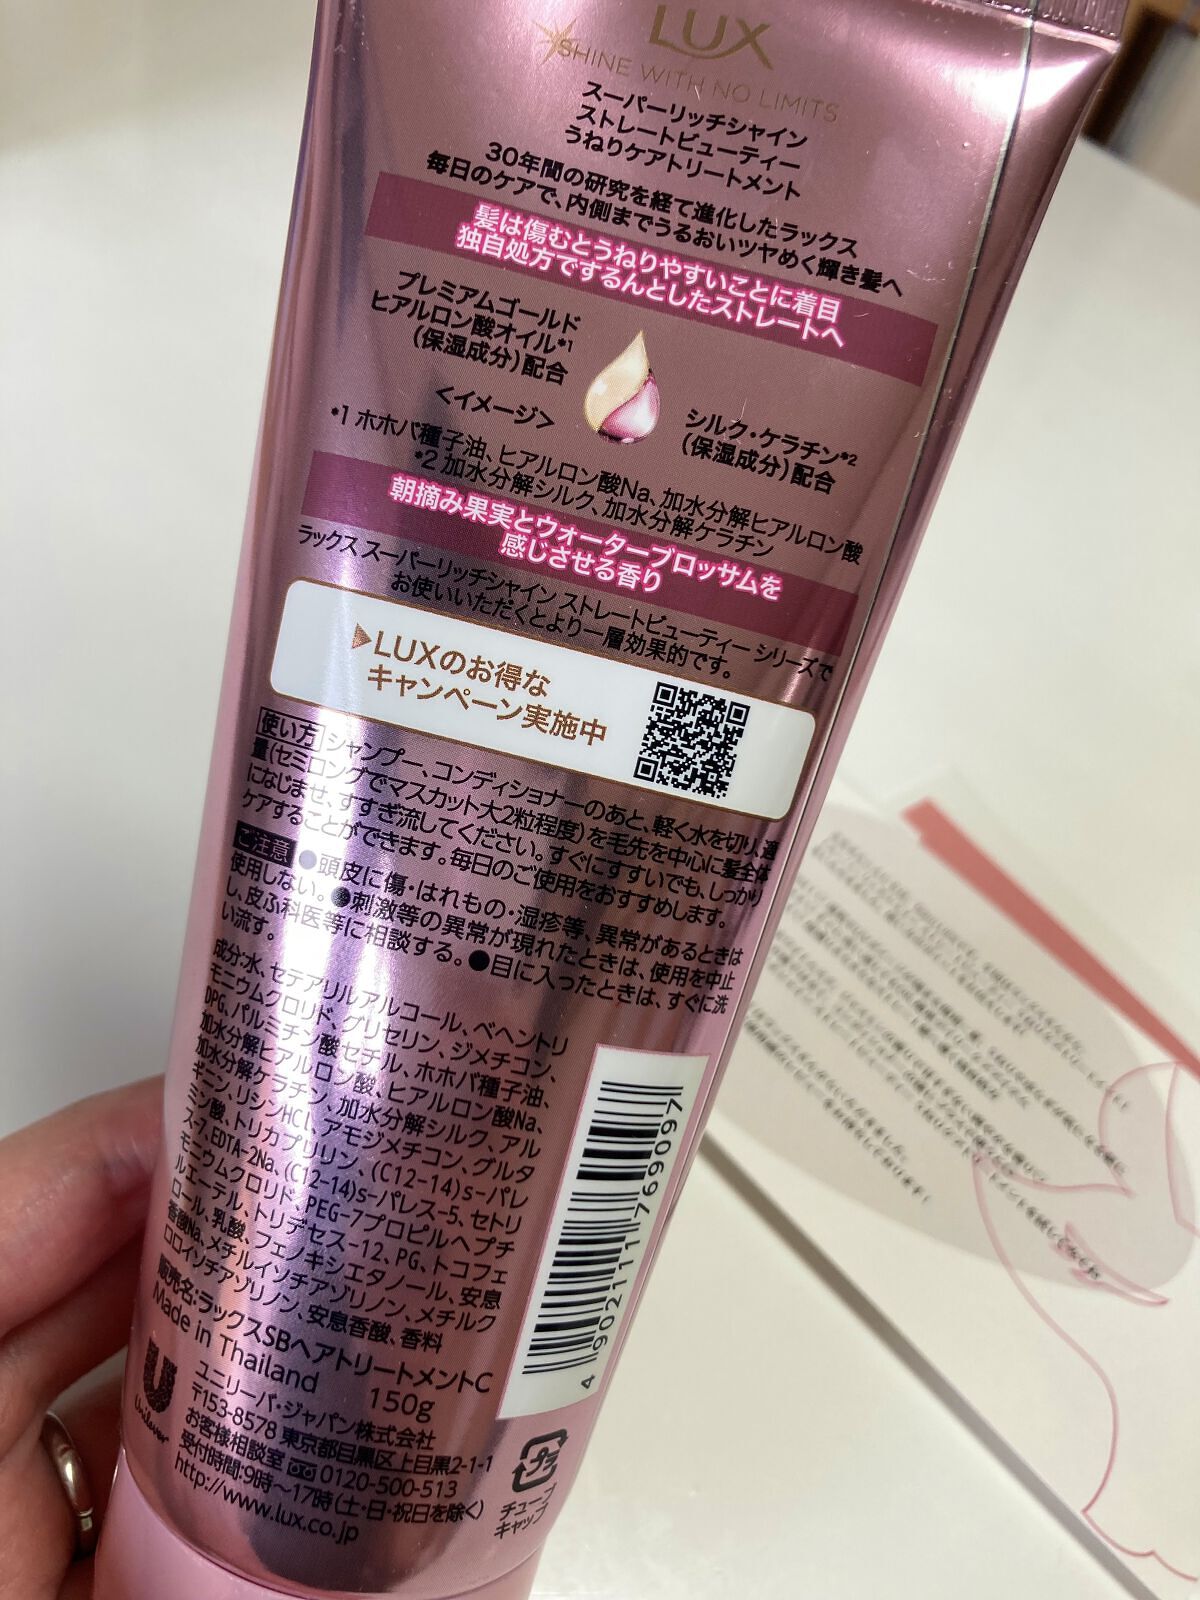 LUX
SHINE WITH NO LIMITS
スーパーリッチシャイン
ストレートビューティー
うねりケアトリートメント
30年間の研究を経て進化したラックス
毎日のケアで、内側までうるおいツヤめく輝き髪へ
髪は傷むとうねりやすいことに着目
独自処方でするんとしたストレートへ
プレミアムゴールド
ヒアルロン酸オイル*1
(保湿成分)配合
<イメージ>
シルク・ケラチン*2
(保湿成分)配合
*1 ホホバ種子油、ヒアルロン酸Na、加水分解ヒアルロン酸
*2 加水分解シルク、加水分解ケラチン
朝摘み果実とウォーターブロッサムを
感じさせる香り
ラックス スーパーリッチシャイン ストレートビューティー シリーズで
お使いいただくとより一層効果的です。
▶LUXのお得な
キャンペーン実施中
使い方 シャンプー、コンディショナーのあと、軽く水を切り、適
量(セミロングでマスカット大2粒程度)を毛先を中心に髪全体
になじませ、すすぎ流してください。すぐにすすいでも、しっかり
ケアすることができます。毎日のご使用をおすすめします。
ご注意 ●頭皮に傷・はれもの・湿疹等、異常があるときは
使用しない。●刺激等の異常が現れたときは、使用を中止
し、皮ふ科医等に相談する。●目に入ったときは、すぐに洗
い流す。
成分:水、セテアリルアルコール、ベヘントリ
モニウムクロリド、グリセリン、ジメチコン、
DPG、パルミチン酸セチル、ホホバ種子油、
加水分解ヒアルロン酸、ヒアルロン酸Na、
加水分解ケラチン、加水分解シルク、アル
ギニン、リシンHCl、アモジメチコン、グルタ
ミン酸、トリカプリリン、(C12-14)s-パレ
ス-7、EDTA-2Na、(C12-14)s-パレス-5、セトリ
モニウムクロリド、PEG-7プロピルヘプチ
ルエーテル、トリデセス-12、PG、トコフェ
ロール、乳酸、フェノキシエタノール、安息
香酸Na、メチルイソチアゾリノン、メチルク
ロロイソチアゾリノン、安息香酸、香料
販売名:ラックスSBヘアトリートメントC
Made in Thailand 150g
Unilever
ユニリーバ・ジャパン株式会社
〒153-8578 東京都目黒区上目黒2-1-1
お客様相談室 0120-500-513
受付時間:9時～17時(土・日・祝日を除く)
http://www.lux.co.jp
4 902111 769097
プラ
チューブ
キャップ